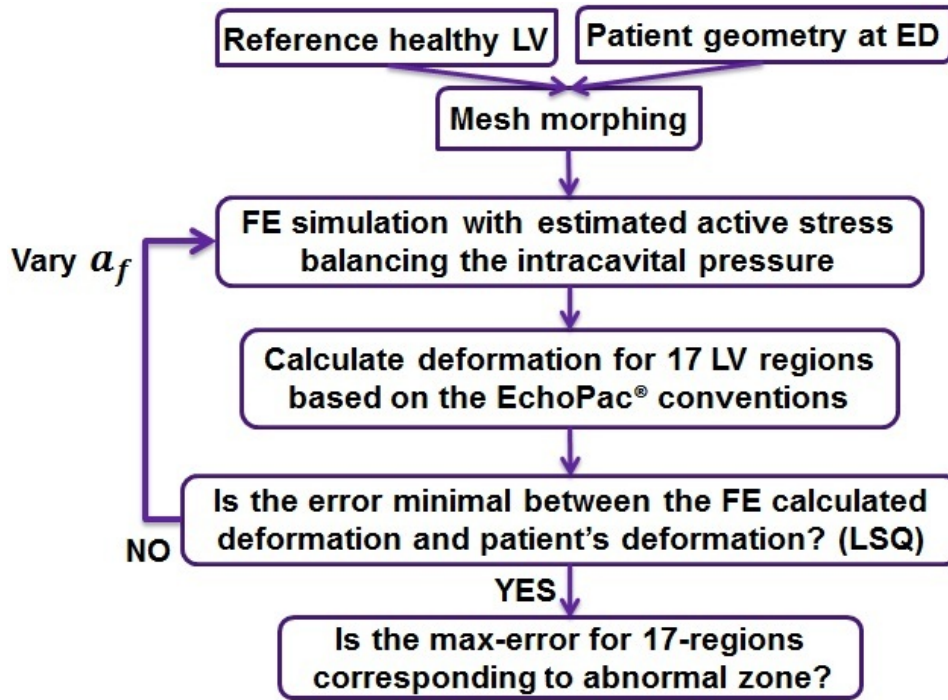 Reference healthy LV
Patient geometry at ED
Mesh morphing
FE simulation with estimated active stress
balancing the intracavital pressure
Vary a_f
Calculate deformation for 17 LV regions
based on the EchoPac® conventions
Is the error minimal between the FE calculated
deformation and patient's deformation? (LSQ)
NO
YES
Is the max-error for 17-regions
corresponding to abnormal zone?